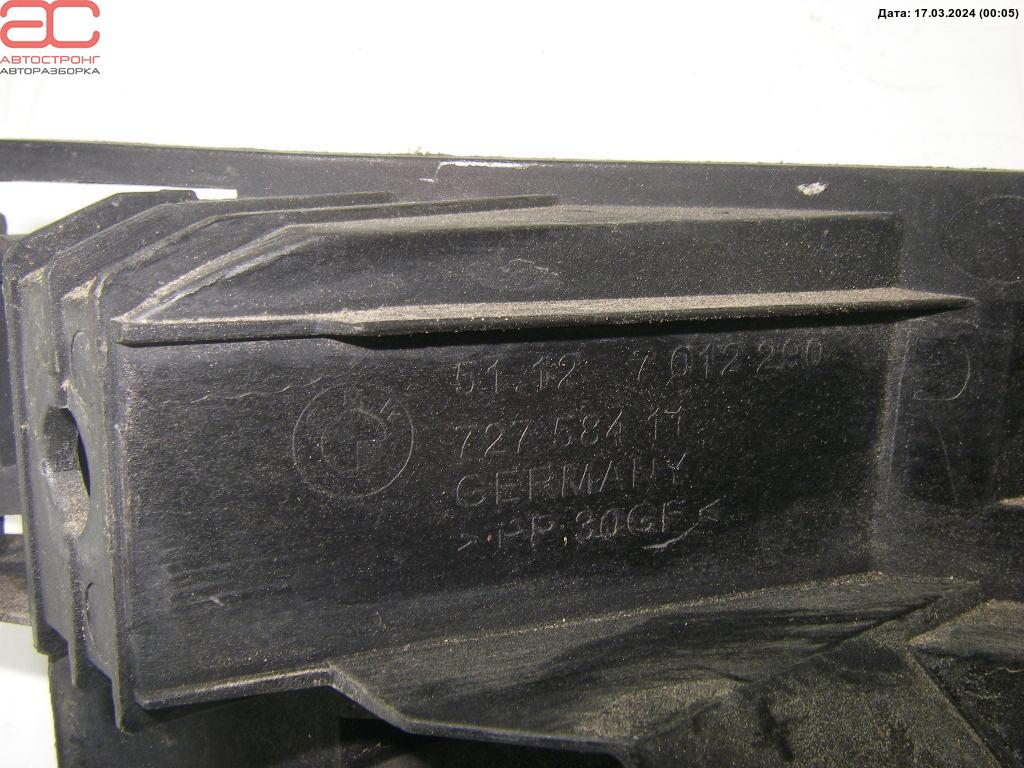 АВТОСТРОНГ
АВТОРАЗБОРКА
Дата: 17.03.2024 (00:05)
51.12 7 012 280
727 584 11
GERMANY
>PP.30GF<